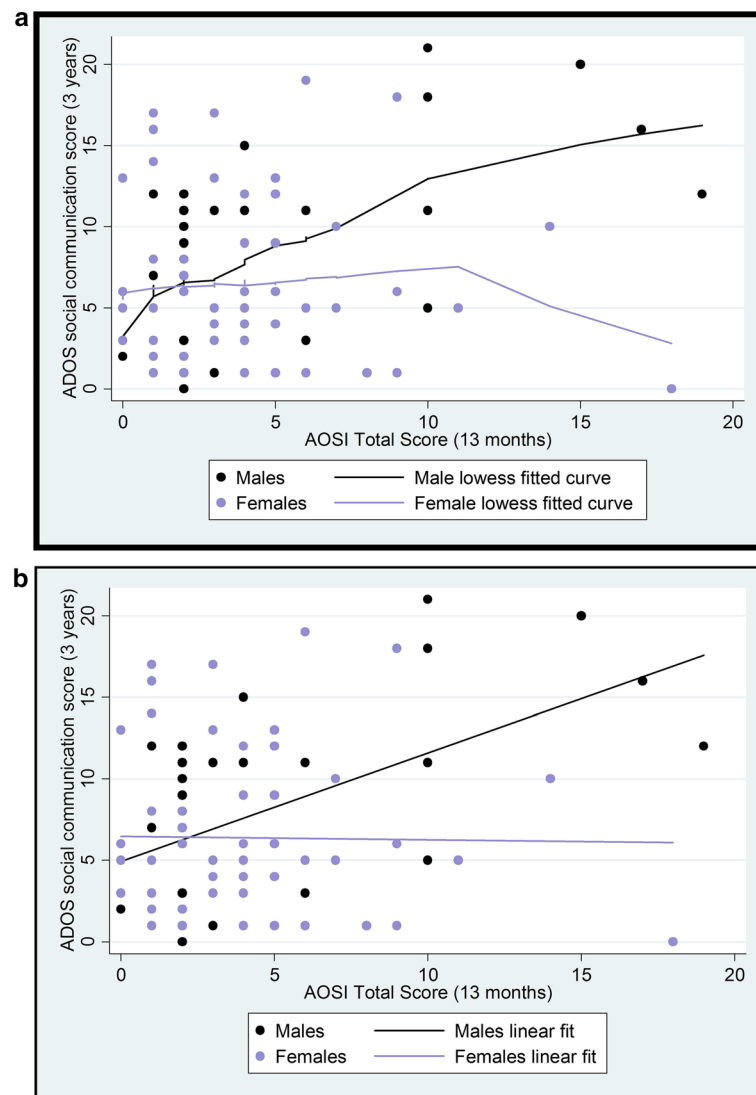 a
ADOS social communication score (3 years)
20
15
10
5
0
0 5 10 15 20
AOSI Total Score (13 months)
Males Male lowess fitted curve
Females Female lowess fitted curve
b
ADOS social communication score (3 years)
20
15
10
5
0
0 5 10 15 20
AOSI Total Score (13 months)
Males Males linear fit
Females Females linear fit